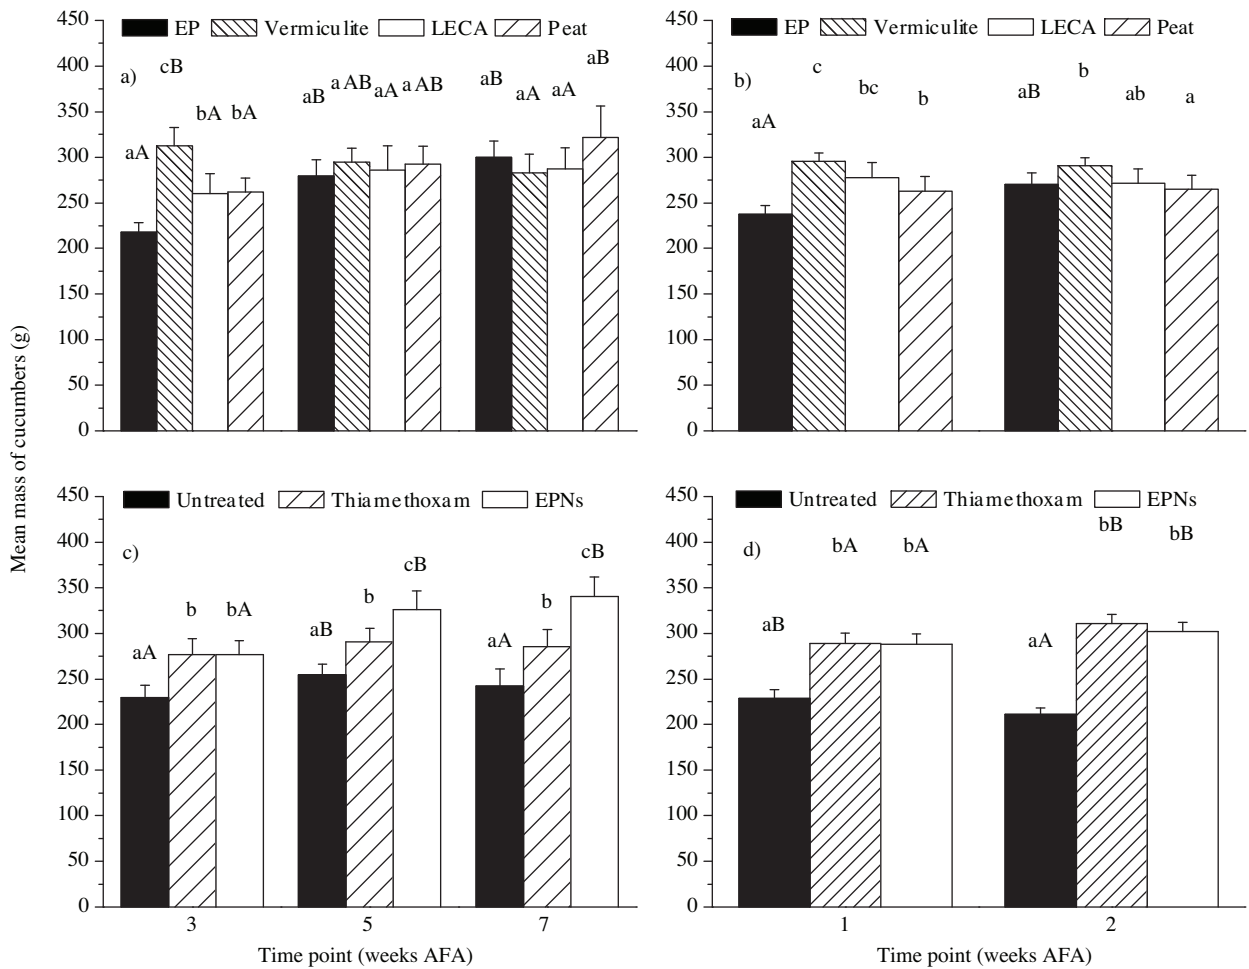 Mean mass of cucumbers (g)
450
400
350
300
250
200
150
100
50
0
EP Vermiculite LECA Peat
a)
aA cB bA bA
aB a AB aA a AB
aB aA aA aB
450
400
350
300
250
200
150
100
50
0
EP Vermiculite LECA Peat
b)
aA c bc b
aB b ab a
450
400
350
300
250
200
150
100
50
0
Untreated Thiamethoxam EPNs
c)
aA b bA
aB b cB
aA b cB
3 5 7
Time point (weeks AFA)
450
400
350
300
250
200
150
100
50
0
Untreated Thiamethoxam EPNs
d)
aB bA bA
aA bB bB
1 2
Time point (weeks AFA)